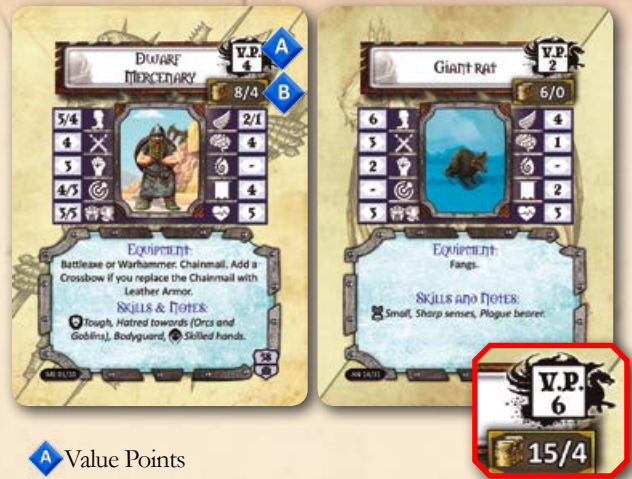 DWARF
MERCENARY
V.P.
4
A
8/4
B
5/4
2/1
4
4
3
-
4/3
4
3/5
5
EQUIPMENT:
Battleaxe or Warhammer. Chainmail. Add a
Crossbow if you replace the Chainmail with
Leather Armor.
SKILLS & NOTES:
Tough, Hatred towards (Orcs and
Goblins), Bodyguard, Skilled hands.
GIANT RAT
V.P.
2
6/0
6
4
3
1
2
-
-
2
3
3
EQUIPMENT:
Fangs.
SKILLS AND NOTES:
Small, Sharp senses, Plague bearer.
V.P.
6
15/4
A Value Points